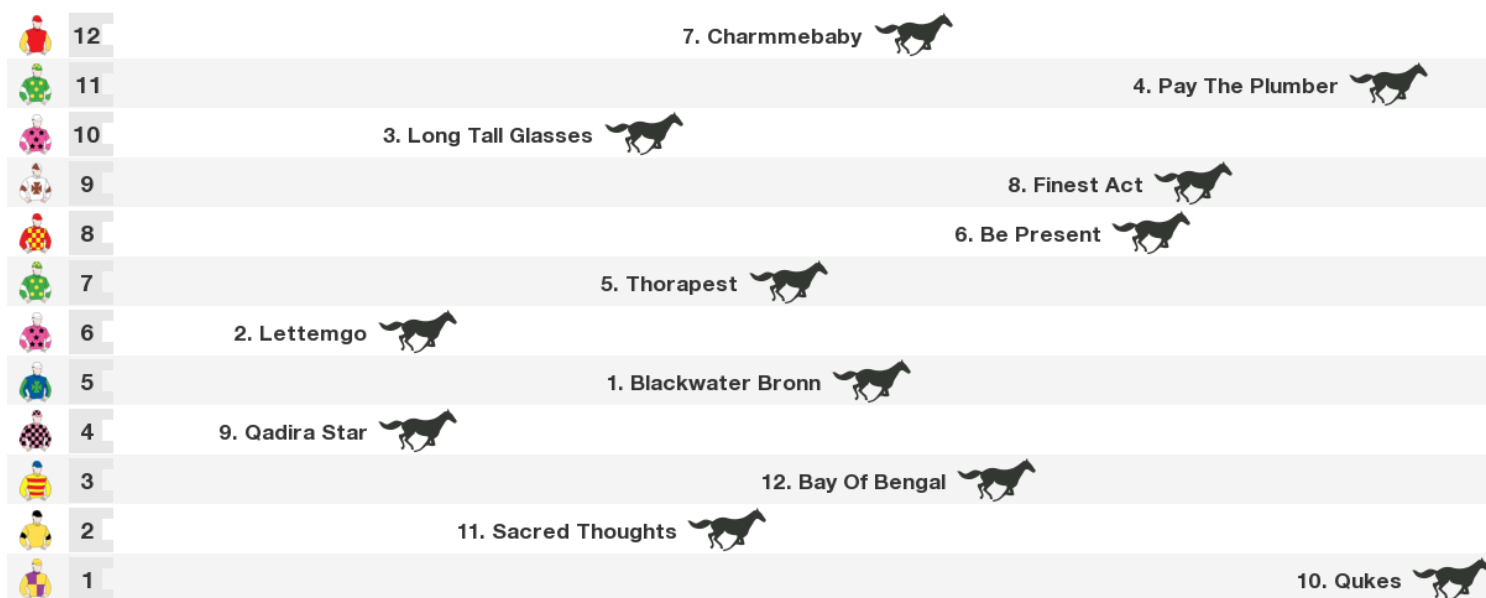 12 7. Charmmebaby
11 4. Pay The Plumber
10 3. Long Tall Glasses
9 8. Finest Act
8 6. Be Present
7 5. Thorapest
6 2. Lettemgo
5 1. Blackwater Bronn
4 9. Qadira Star
3 12. Bay Of Bengal
2 11. Sacred Thoughts
1 10. Qukes